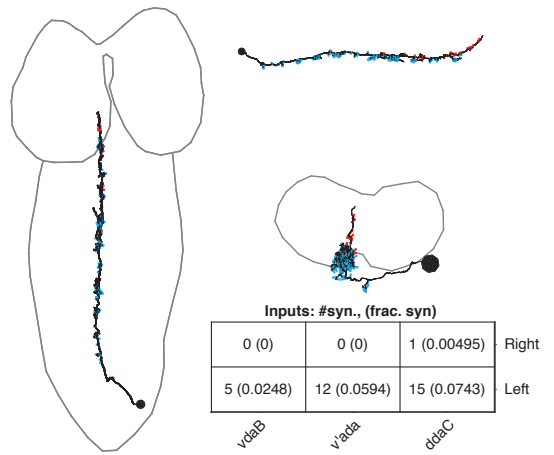 Inputs: #syn., (frac. syn)
0 (0) 0 (0) 1 (0.00495) Right
5 (0.0248) 12 (0.0594) 15 (0.0743) Left
vdaB v'ada ddaC